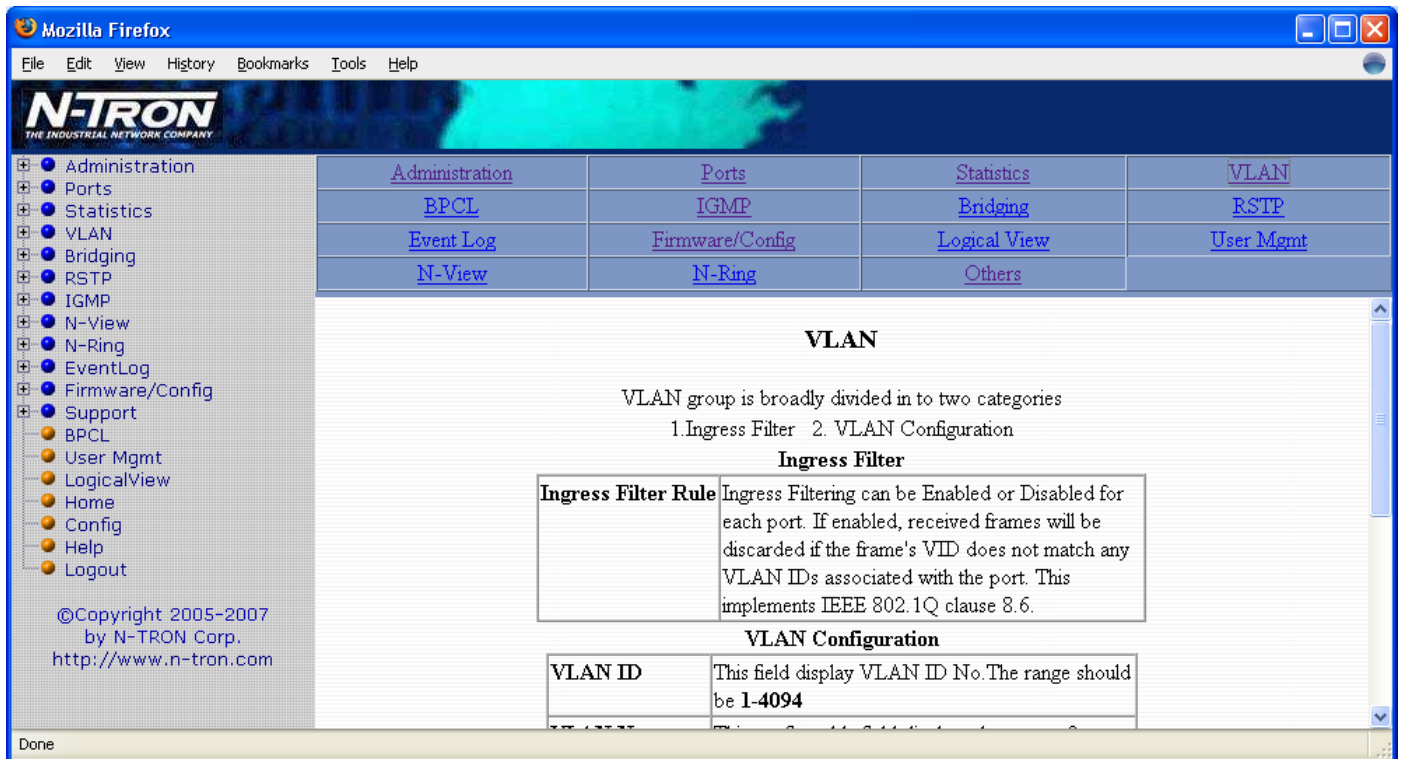 Mozilla Firefox
File Edit View History Bookmarks Tools Help
N-TRON
THE INDUSTRIAL NETWORK COMPANY
Administration
Ports
Statistics
VLAN
Bridging
RSTP
IGMP
N-View
N-Ring
EventLog
Firmware/Config
Support
BPCL
User Mgmt
LogicalView
Home
Config
Help
Logout
©Copyright 2005-2007
by N-TRON Corp.
http://www.n-tron.com
Administration Ports Statistics VLAN
BPCL IGMP Bridging RSTP
Event Log Firmware/Config Logical View User Mgmt
N-View N-Ring Others
VLAN
VLAN group is broadly divided in to two categories
1.Ingress Filter 2. VLAN Configuration
Ingress Filter
Ingress Filter Rule Ingress Filtering can be Enabled or Disabled for
each port. If enabled, received frames will be
discarded if the frame's VID does not match any
VLAN IDs associated with the port. This
implements IEEE 802.1Q clause 8.6.
VLAN Configuration
VLAN ID This field display VLAN ID No.The range should
be 1-4094
Done